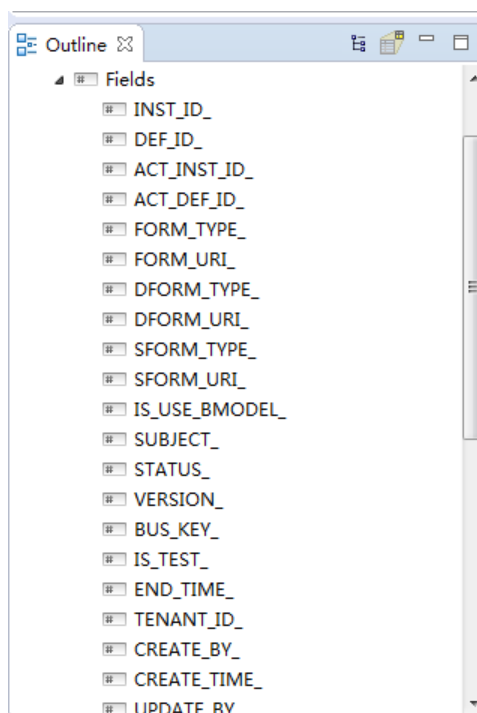 Outline
Fields
INST_ID_
DEF_ID_
ACT_INST_ID_
ACT_DEF_ID_
FORM_TYPE_
FORM_URI_
DFORM_TYPE_
DFORM_URI_
SFORM_TYPE_
SFORM_URI_
IS_USE_BMODEL_
SUBJECT_
STATUS_
VERSION_
BUS_KEY_
IS_TEST_
END_TIME_
TENANT_ID_
CREATE_BY_
CREATE_TIME_
UPDATE_BY